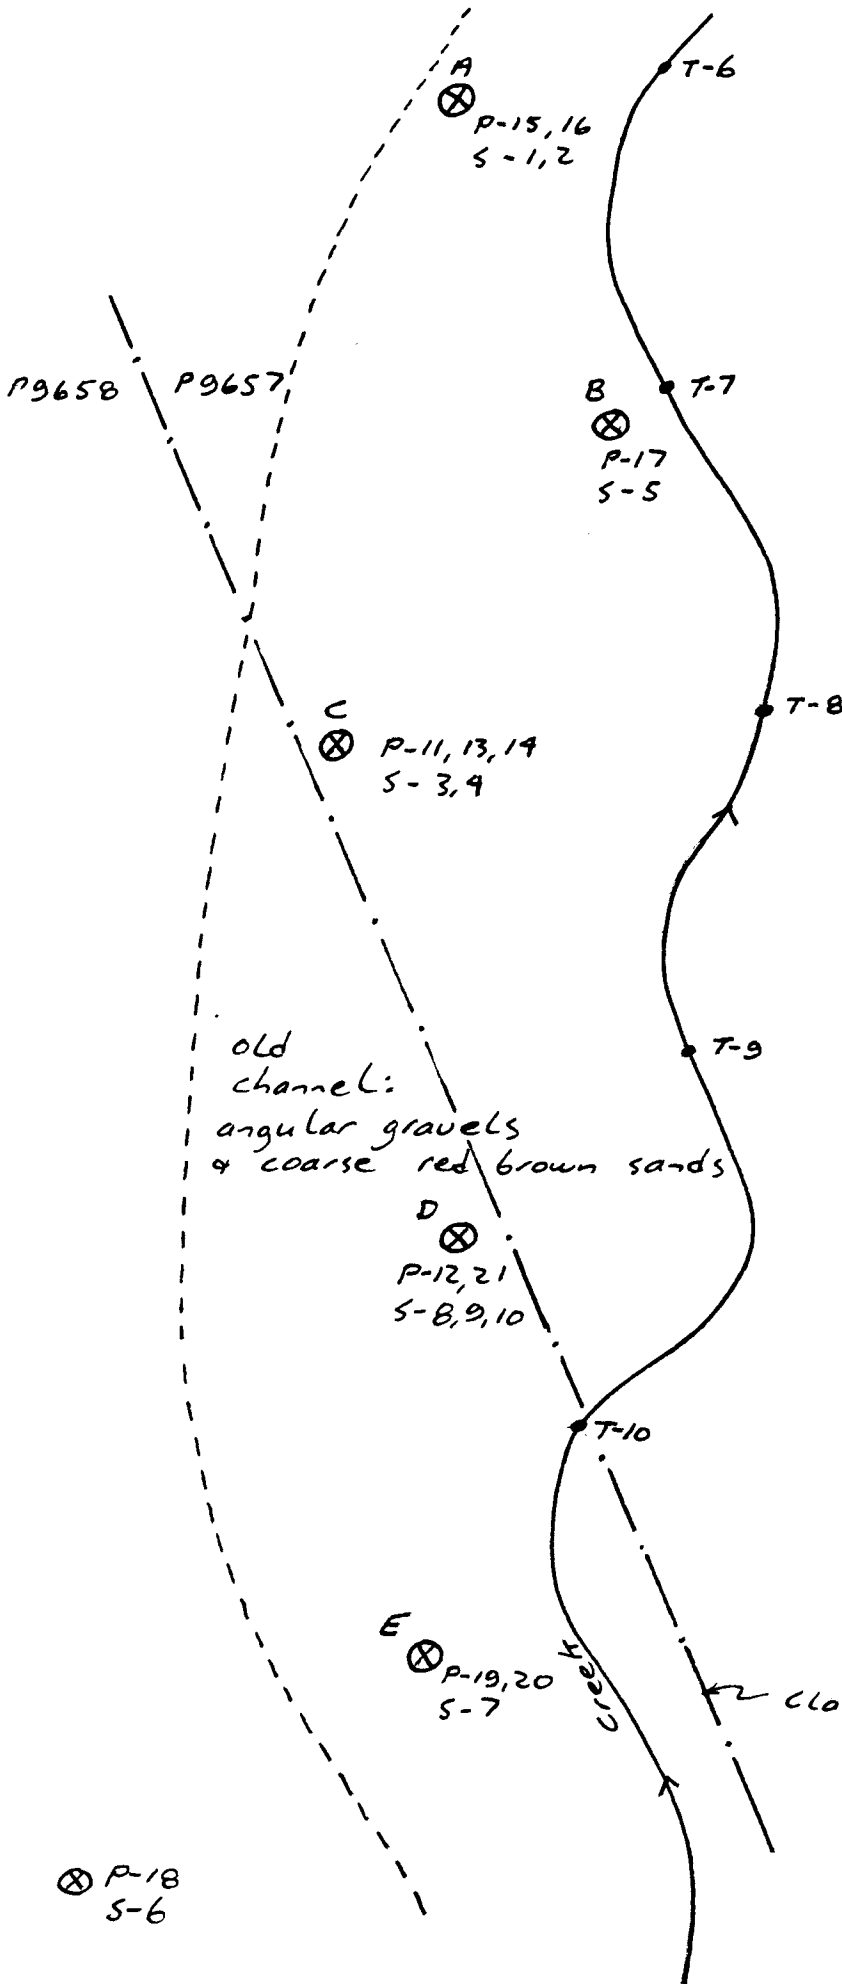 A
T-6
P-15, 16
S-1, 2
P9658
P9657
T-7
B
P-17
S-5
T-8
C
P-11, 13, 14
S-3, 4
T-9
old
channel:
angular gravels
& coarse red brown sands
D
P-12, 21
S-8, 9, 10
T-10
E
P-19, 20
S-7
Creek
Cla
P-18
S-6